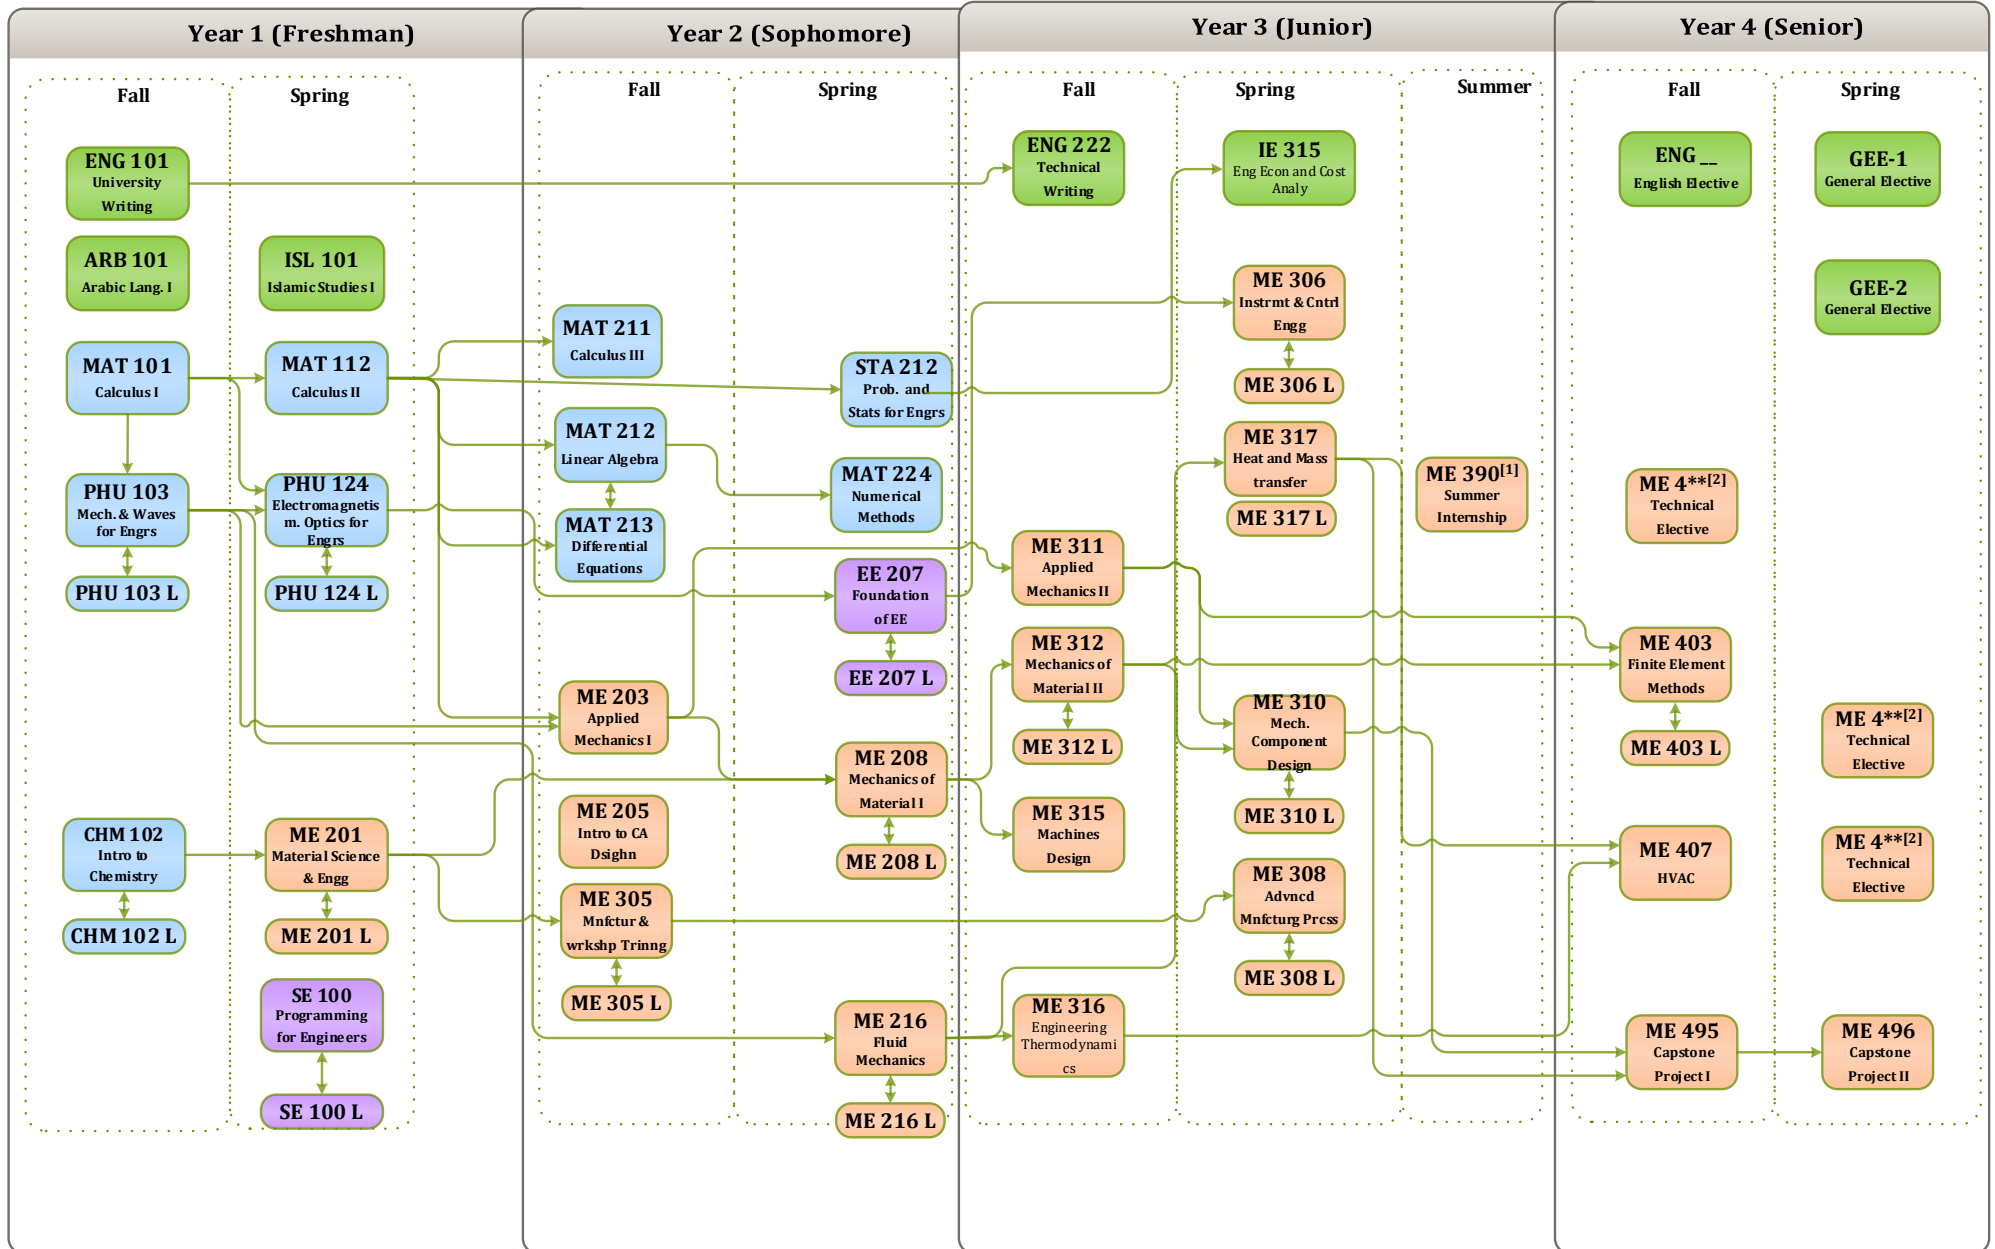 Year 1 (Freshman)
Fall
Spring
ENG 101
University
Writing
ARB 101
Arabic Lang. I
ISL 101
Islamic Studies I
MAT 101
Calculus I
MAT 112
Calculus II
PHU 103
Mech. & Waves
for Engrs
PHU 124
Electromagnetis
m. Optics for
Engrs
PHU 103 L
PHU 124 L
CHM 102
Intro to
Chemistry
ME 201
Material Science
& Engg
CHM 102 L
ME 201 L
SE 100
Programming
for Engineers
SE 100 L
Year 2 (Sophomore)
Fall
Spring
MAT 211
Calculus III
STA 212
Prob. and
Stats for Engrs
MAT 212
Linear Algebra
MAT 224
Numerical
Methods
MAT 213
Differential
Equations
EE 207
Foundation
of EE
EE 207 L
ME 203
Applied
Mechanics I
ME 208
Mechanics of
Material I
ME 205
Intro to CA
Dsighn
ME 208 L
ME 305
Mnfctur &
wrkshp Trinng
ME 305 L
ME 216
Fluid
Mechanics
ME 216 L
Year 3 (Junior)
Fall
Spring
Summer
ENG 222
Technical
Writing
IE 315
Eng Econ and Cost
Analy
ME 306
Instrmt & Cntrl
Engg
ME 306 L
ME 317
Heat and Mass
transfer
ME 317 L
ME 390[1]
Summer
Internship
ME 311
Applied
Mechanics II
ME 312
Mechanics of
Material II
ME 312 L
ME 310
Mech.
Component
Design
ME 310 L
ME 315
Machines
Design
ME 308
Advncd
Mnfcturg Prcss
ME 308 L
ME 316
Engineering
Thermodynami
cs
Year 4 (Senior)
Fall
Spring
ENG __
English Elective
GEE-1
General Elective
GEE-2
General Elective
ME 4**[2]
Technical
Elective
ME 403
Finite Element
Methods
ME 403 L
ME 4**[2]
Technical
Elective
ME 407
HVAC
ME 4**[2]
Technical
Elective
ME 495
Capstone
Project I
ME 496
Capstone
Project II